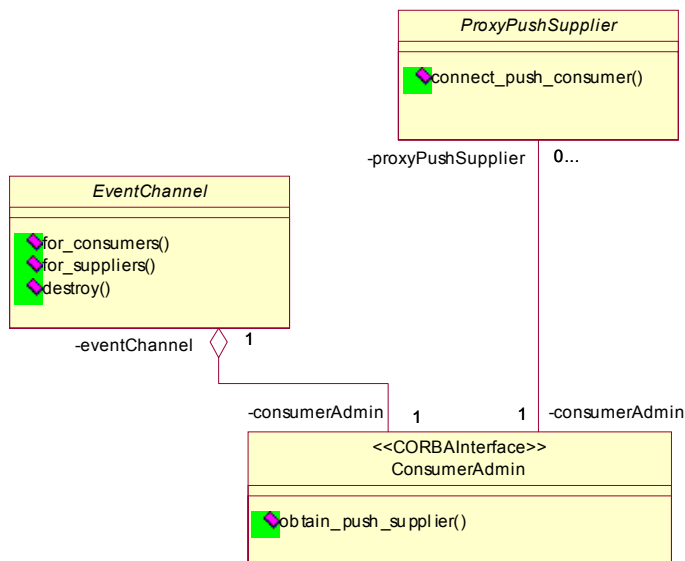 ProxyPushSupplier
connect_push_consumer()
-proxyPushSupplier
0...
EventChannel
for_consumers()
for_suppliers()
destroy()
-eventChannel
1
-consumerAdmin
1
1
-consumerAdmin
<<CORBAInterface>>
ConsumerAdmin
obtain_push_supplier()